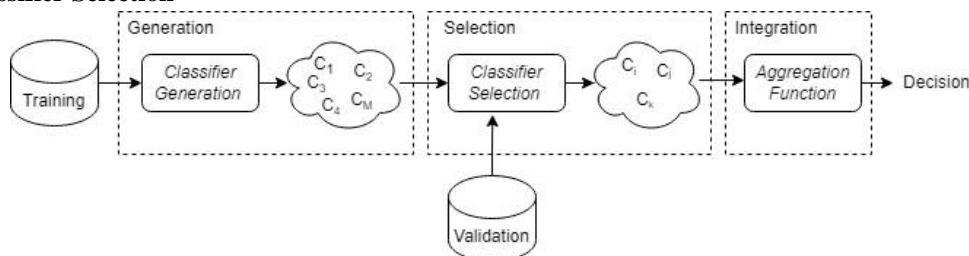 Generation
Selection
Integration
Training
Classifier
Generation
C1
C2
C3
C4
CM
Classifier
Selection
Ci
Cj
Ck
Aggregation
Function
Decision
Validation